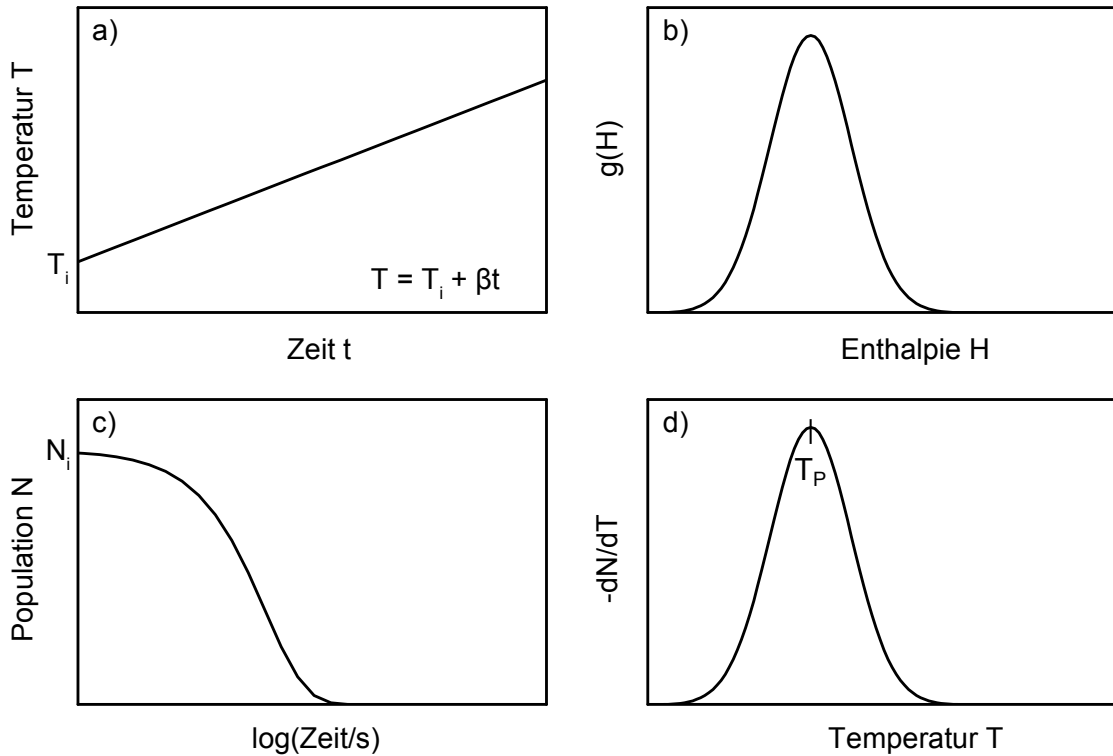 a)
Temperatur T
T_i
T = T_i + βt
Zeit t
b)
g(H)
Enthalpie H
c)
N_i
Population N
log(Zeit/s)
d)
T_P
-dN/dT
Temperatur T